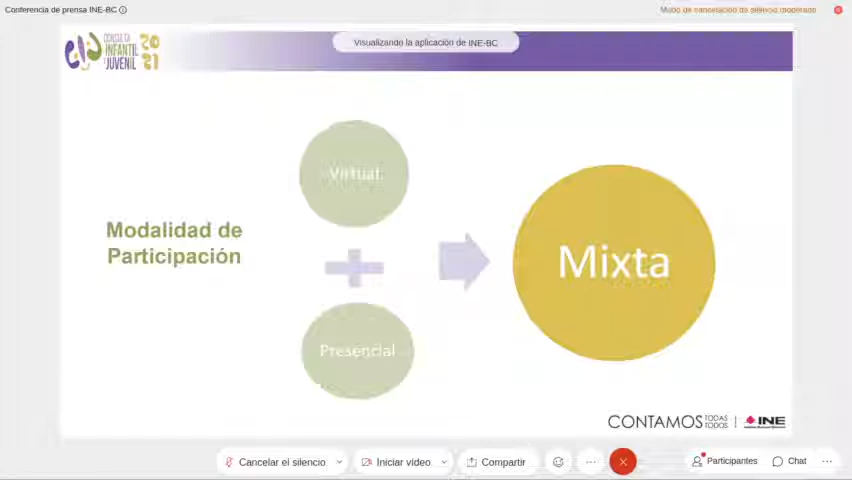 Conferencia de prensa INE-BC
Modo de cancelación de silencio moderado
CONSULTA
INFANTIL
Y JUVENIL
20
21
Visualizando la aplicación de INE-BC
Virtual
Modalidad de
Participación
Mixta
Presencial
CONTAMOS TODAS
TODOS
INE
Cancelar el silencio
Iniciar vídeo
Compartir
Participantes
Chat